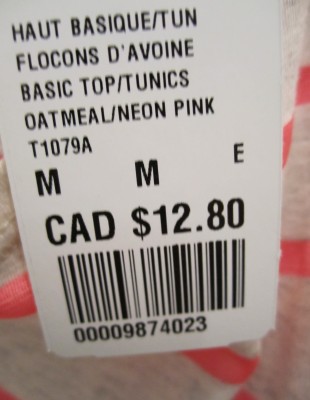 HAUT BASIQUE/TUN
FLOCONS D'AVOINE
BASIC TOP/TUNICS
OATMEAL/NEON PINK
T1079A
M M E
CAD $12.80
00009874023